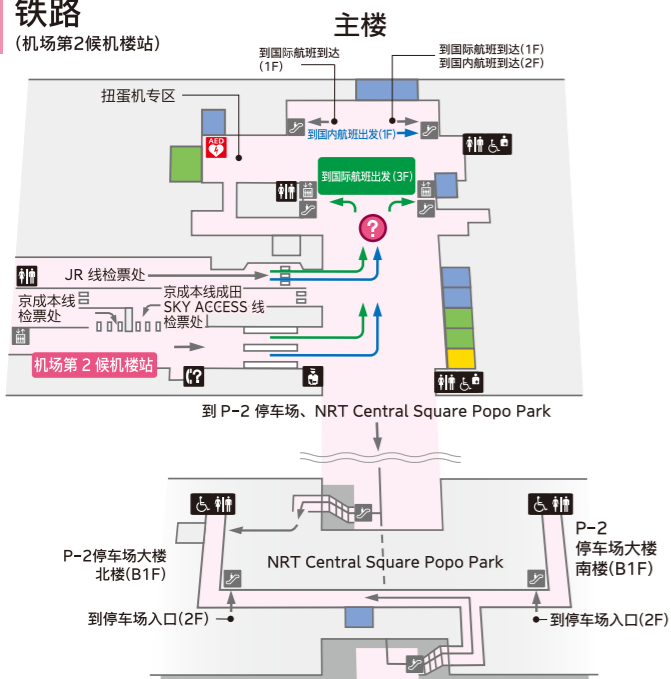 铁路
(机场第2候机楼站)
主楼
到国际航班到达
(1F)
到国际航班到达(1F)
到国内航班到达(2F)
扭蛋机专区
到国内航班出发(1F)
AED
到国际航班出发 (3F)
?
JR 线检票处
京成本线
检票处
京成本线成田
SKY ACCESS 线
检票处
机场第 2 候机楼站
?
到 P-2 停车场、NRT Central Square Popo Park
P-2停车场大楼
北楼(B1F)
NRT Central Square Popo Park
P-2
停车场大楼
南楼(B1F)
到停车场入口(2F)
到停车场入口(2F)